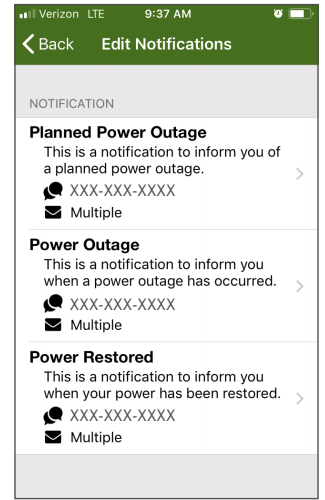 Verizon LTE 9:37 AM
Back Edit Notifications
NOTIFICATION
Planned Power Outage
This is a notification to inform you of
a planned power outage.
XXX-XXX-XXXX
Multiple
Power Outage
This is a notification to inform you
when a power outage has occurred.
XXX-XXX-XXXX
Multiple
Power Restored
This is a notification to inform you
when your power has been restored.
XXX-XXX-XXXX
Multiple